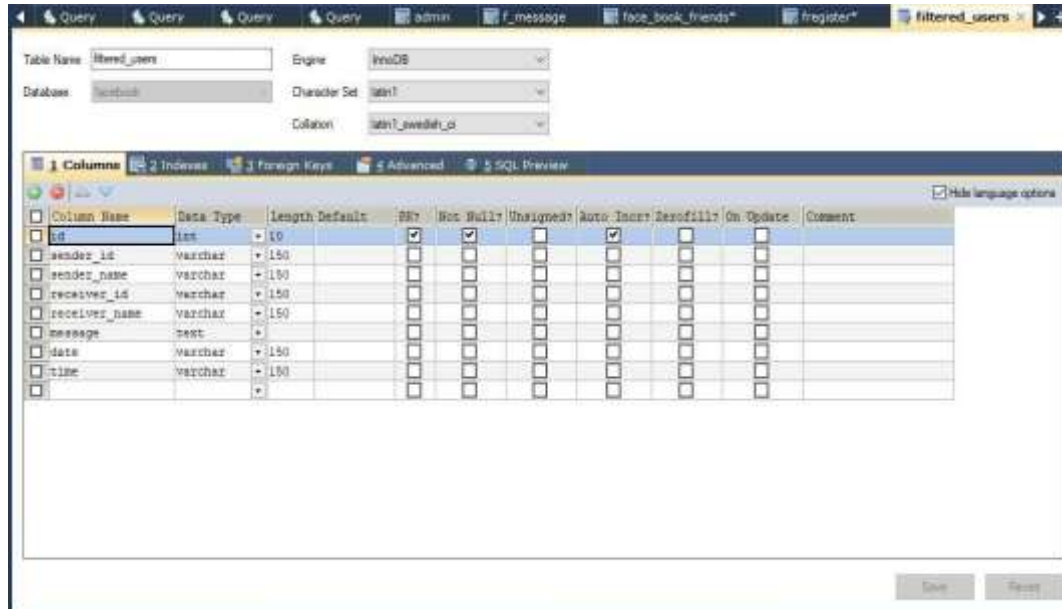 Query Query Query Query admin f_message face_book_friends* fregister* filtered_users
Table Name filtered_users Engine InnoDB
Database facebook Character Set latin1
Collation latin1_swedish_ci
1 Columns 2 Indexes 3 Foreign Keys 4 Advanced 5 SQL Preview
Hide language options
Column Name Data Type Length Default PK? Not Null? Unsigned? Auto Incr? Zerofill? On Update Comment
id int 10
sender_id varchar 150
sender_name varchar 150
receiver_id varchar 150
receiver_name varchar 150
message text
date varchar 150
time varchar 150
Save Revert